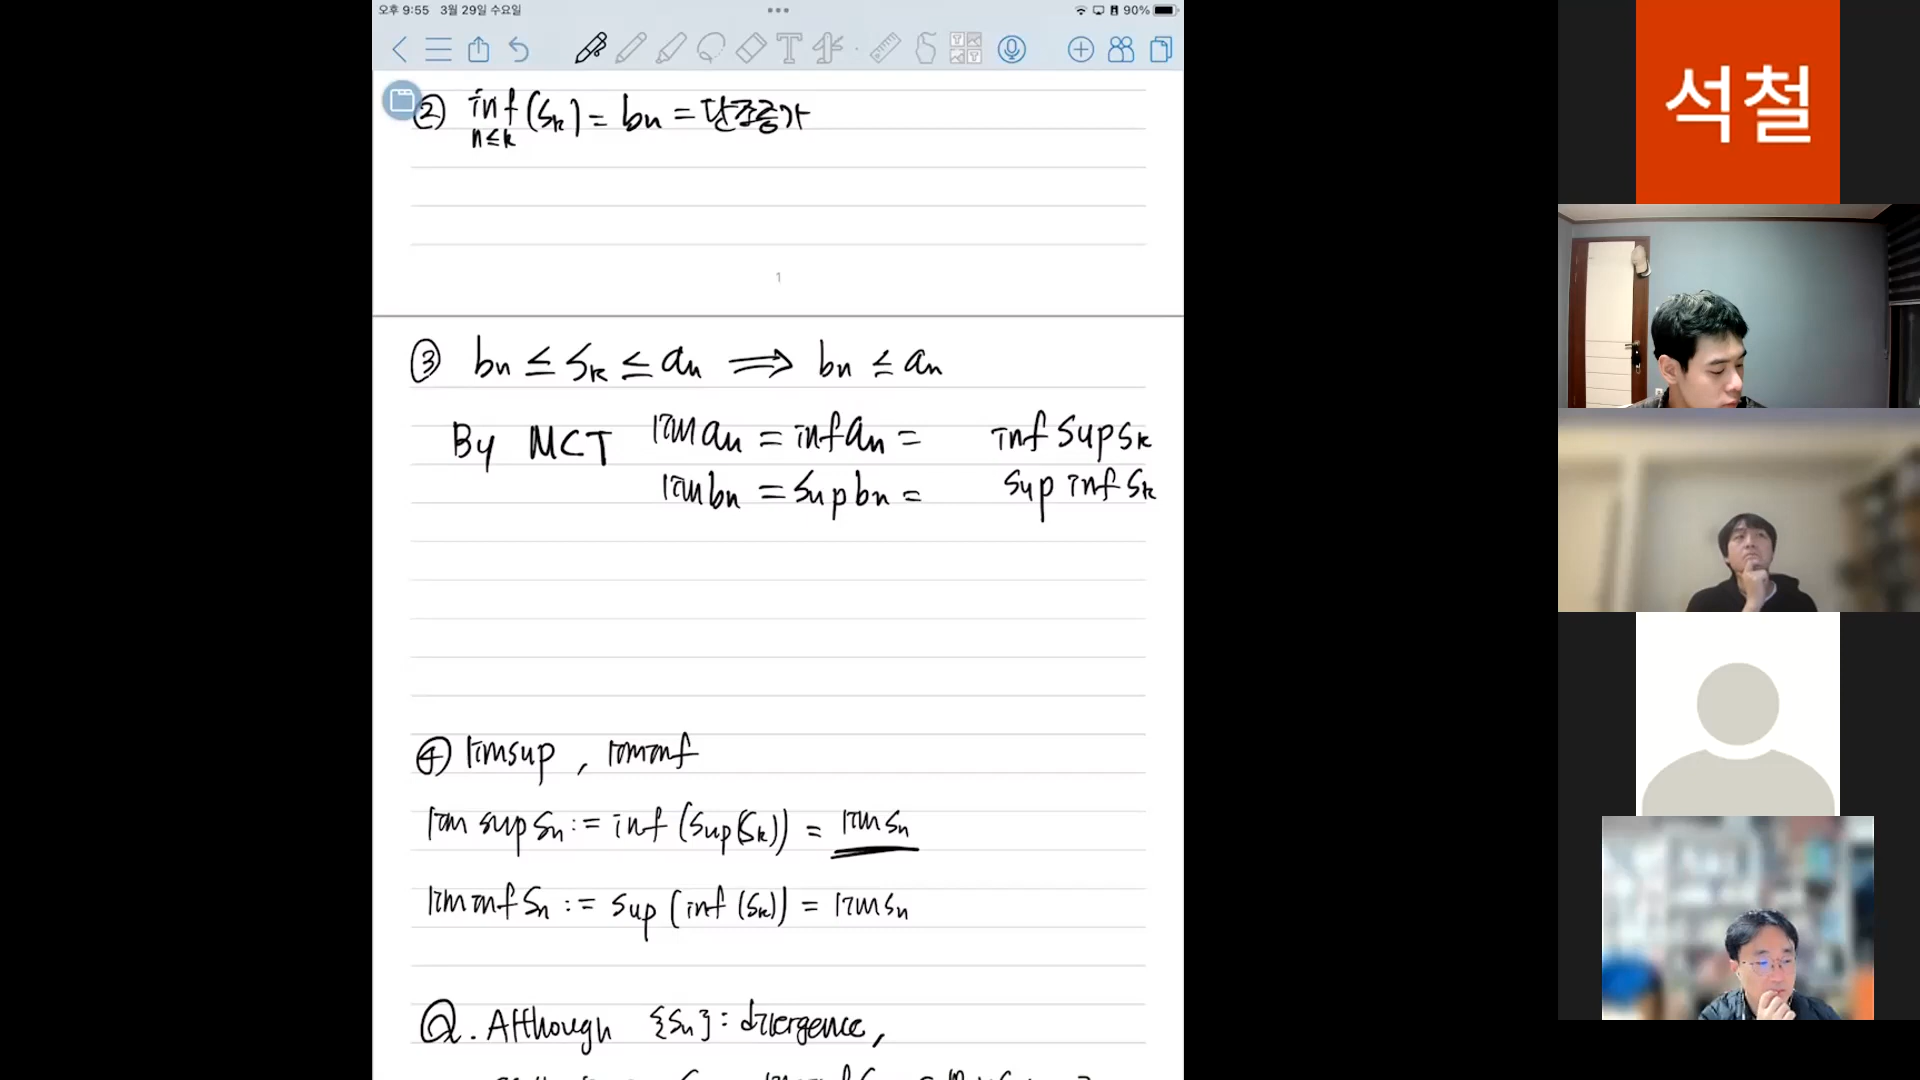 오후 9:55 3월 29일 수요일
90%
석철
② inf (Sk) = bn = 단조증가
n≤k
1
③ bn ≤ Sk ≤ an ⟹ bn ≤ an
By MCT lim an = inf an = inf sup Sk
lim bn = sup bn = sup inf Sk
④ limsup , liminf
lim sup Sn := inf (sup(Sk)) = lim Sn
lim inf Sn := sup (inf (Sk)) = lim Sn
Q. Although {Sn} : divergence,